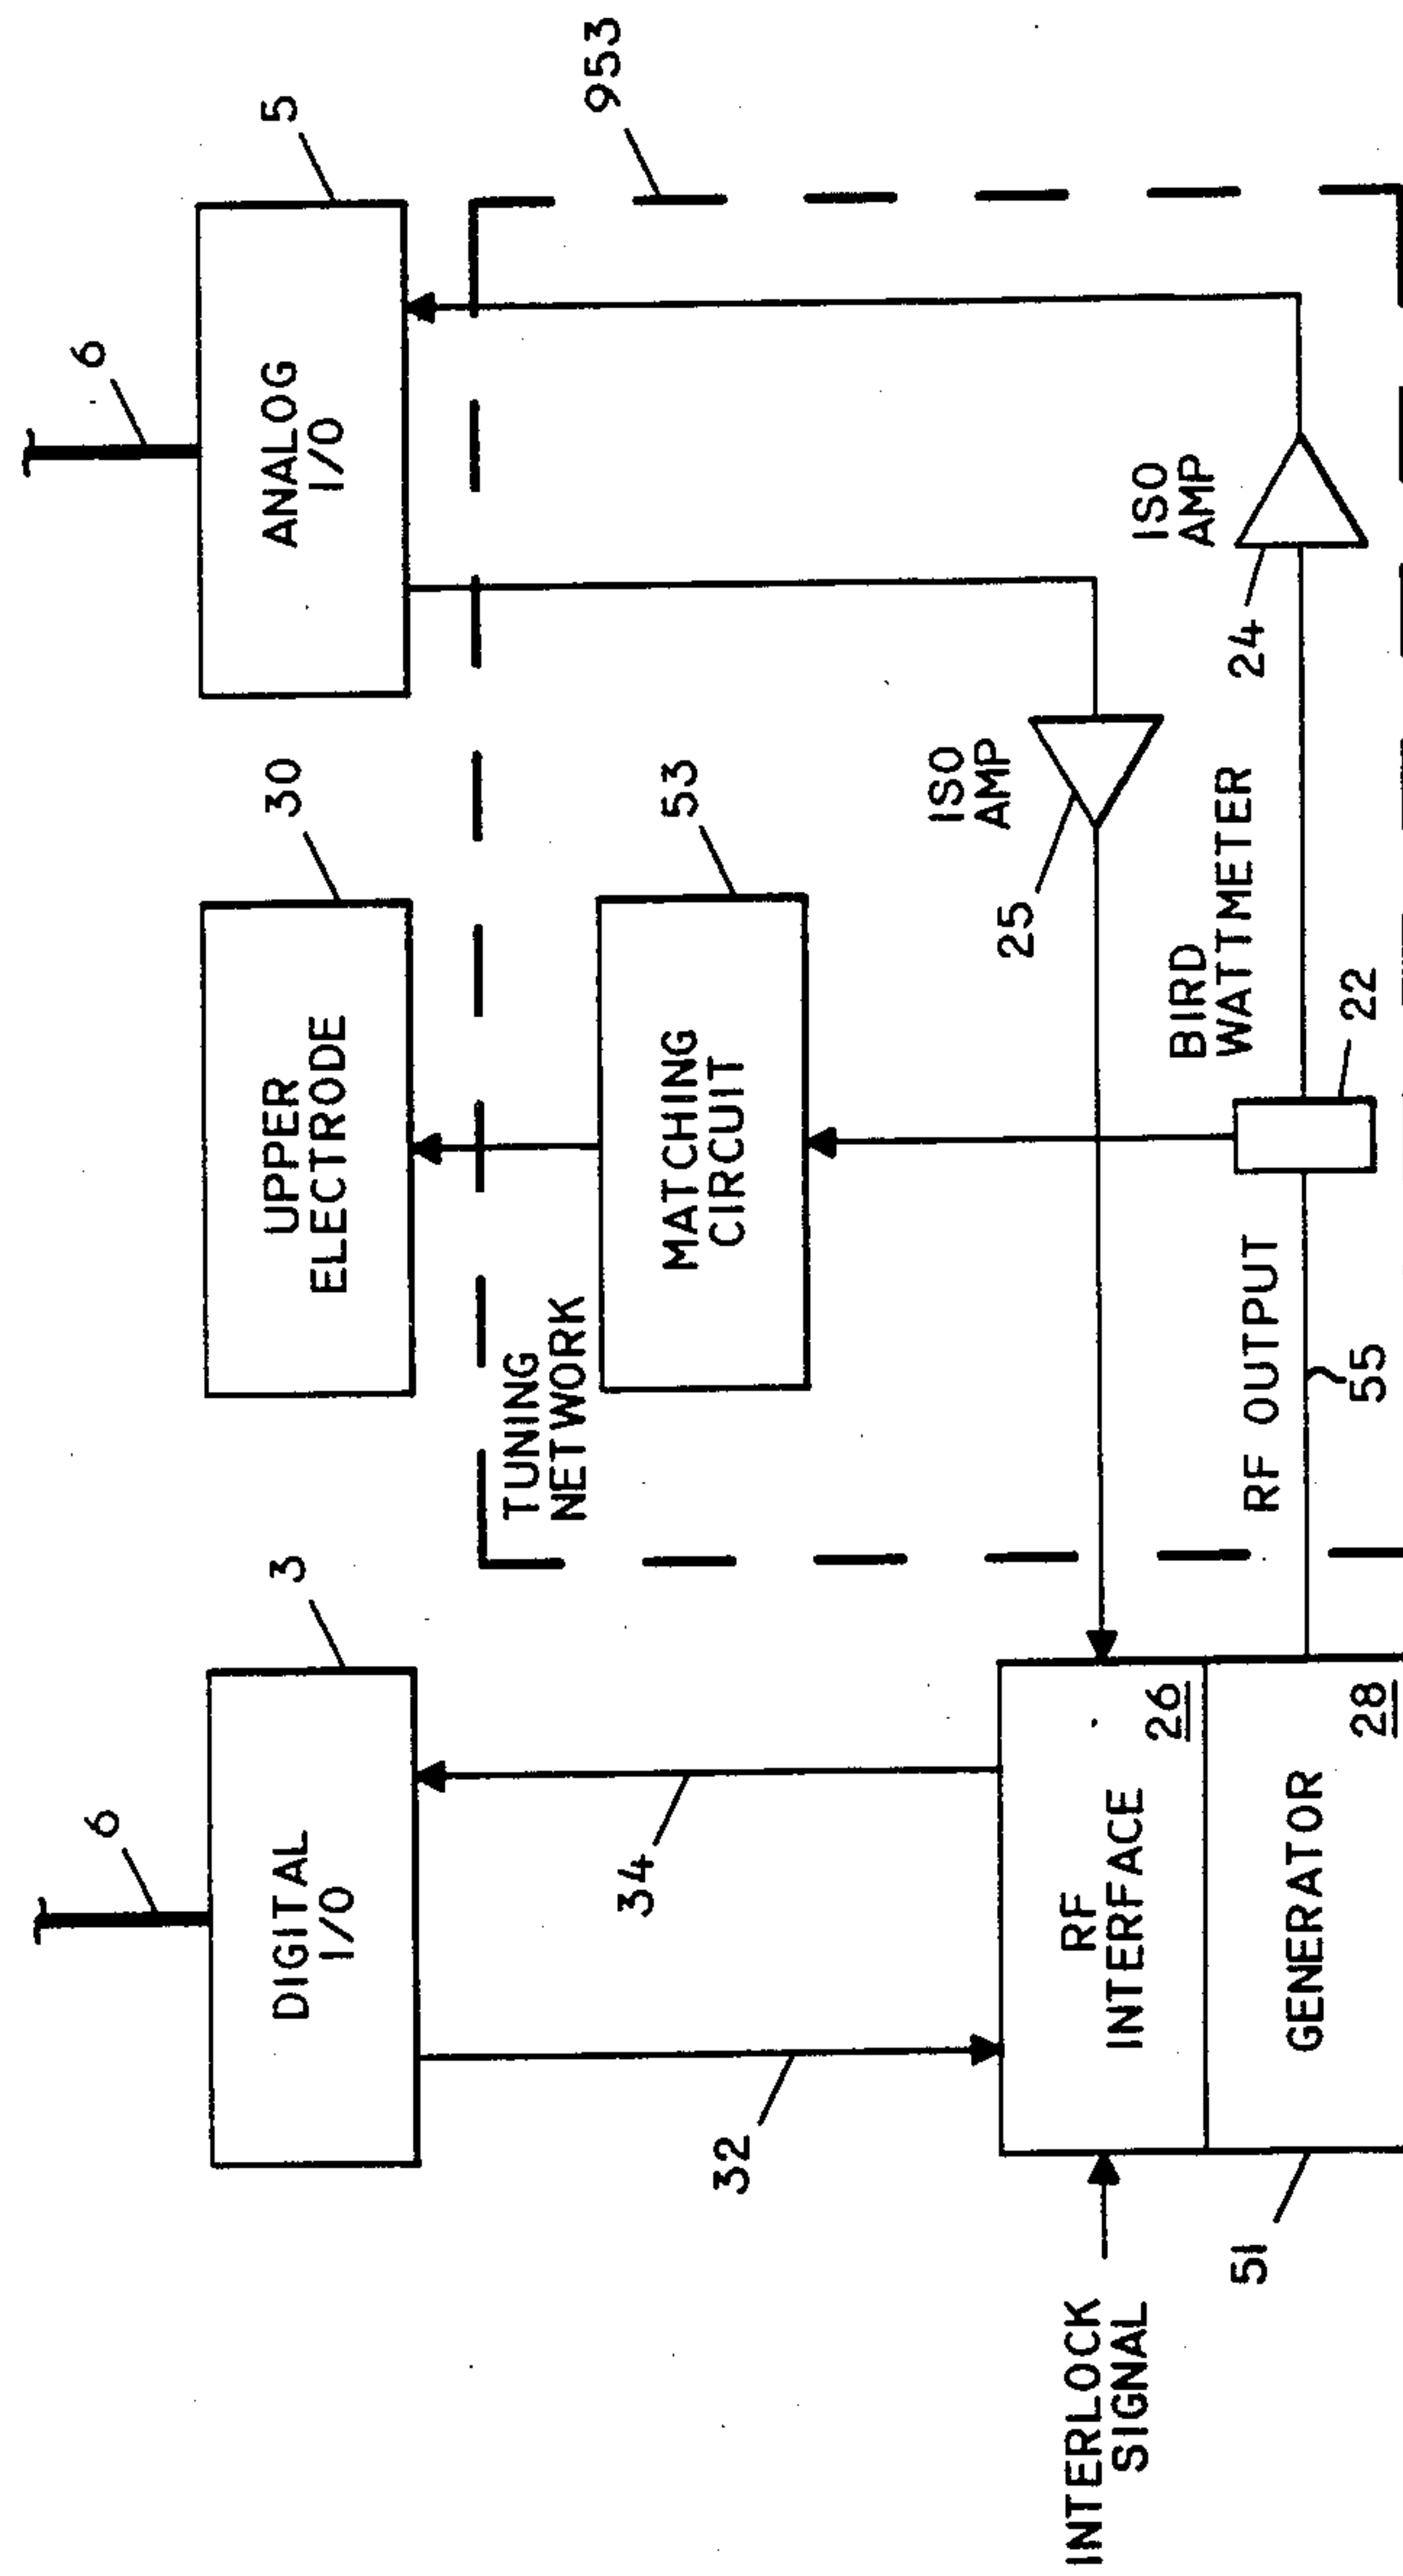 6
6
DIGITAL
I/O
3
UPPER
ELECTRODE
30
ANALOG
I/O
5
953
TUNING
NETWORK
32
34
MATCHING
CIRCUIT
53
ISO
AMP
25
INTERLOCK
SIGNAL
RF
INTERFACE
26
BIRD
WATTMETER
ISO
AMP
24
RF OUTPUT
GENERATOR
28
51
55
22